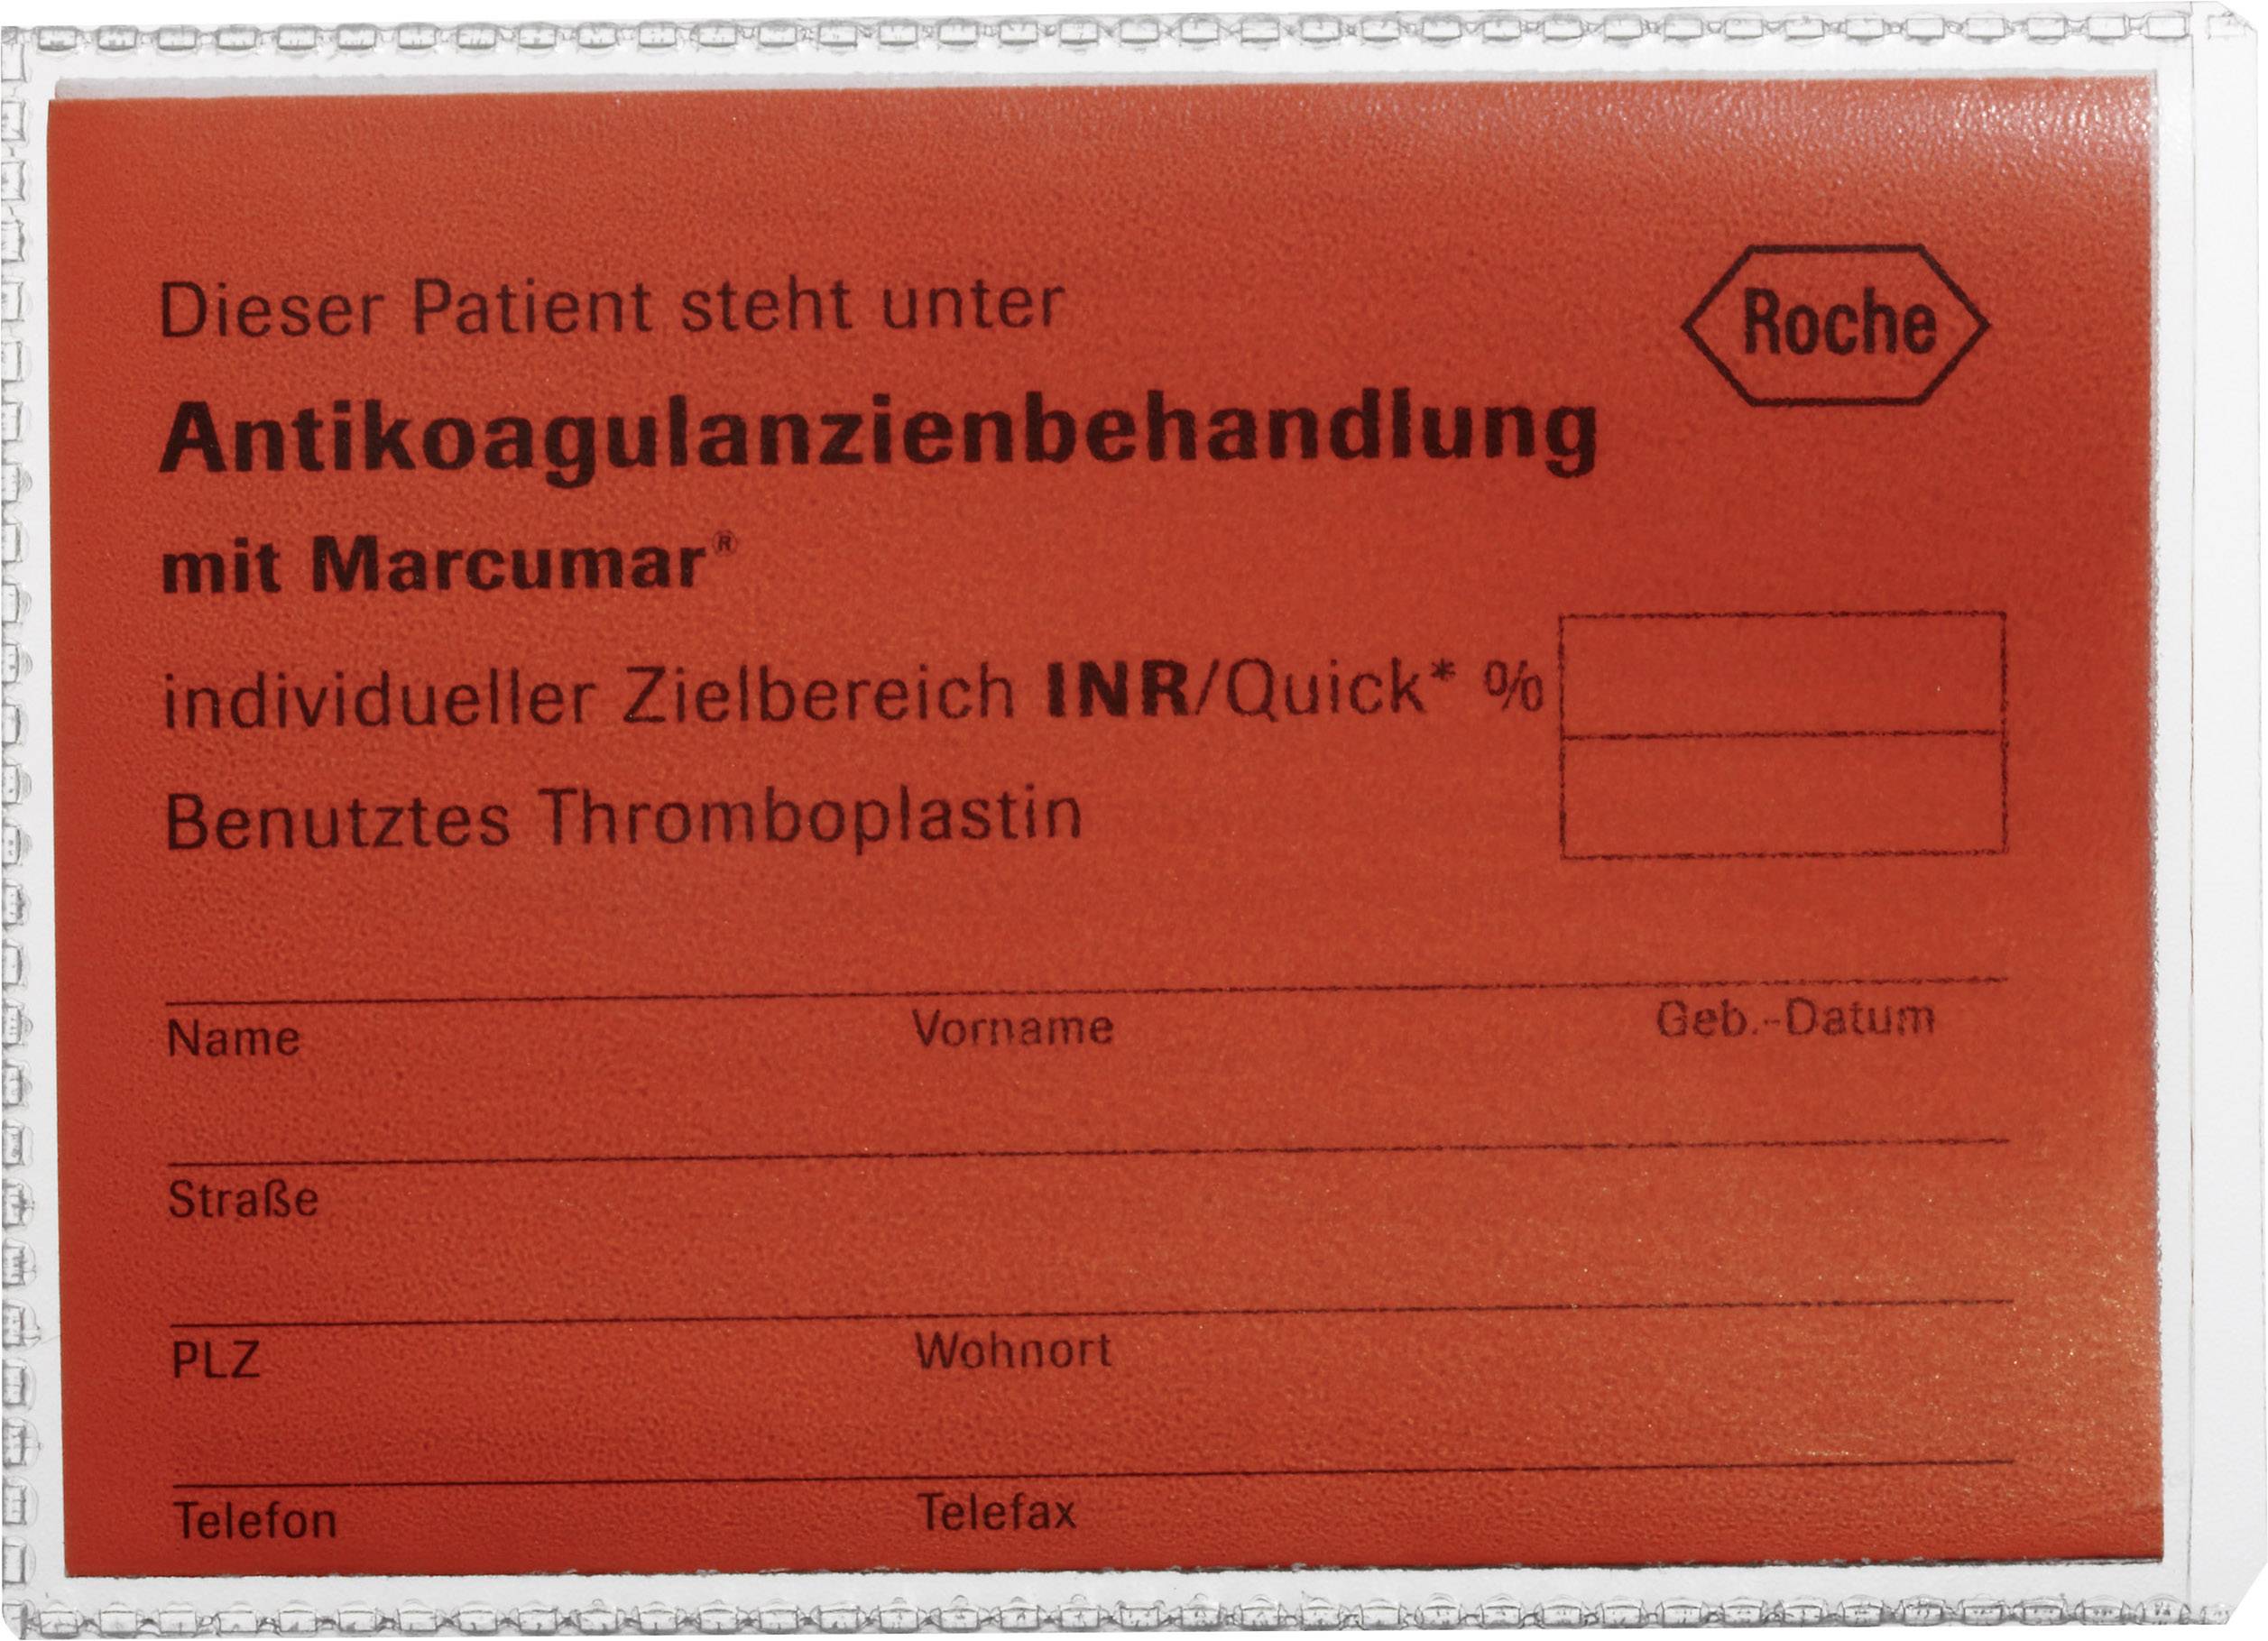 Dieser Patient steht unter
Roche
Antikoagulanzienbehandlung
mit Marcumar®
individueller Zielbereich INR/Quick* %
Benutztes Thromboplastin
Name Vorname Geb.-Datum
Straße
PLZ Wohnort
Telefon Telefax